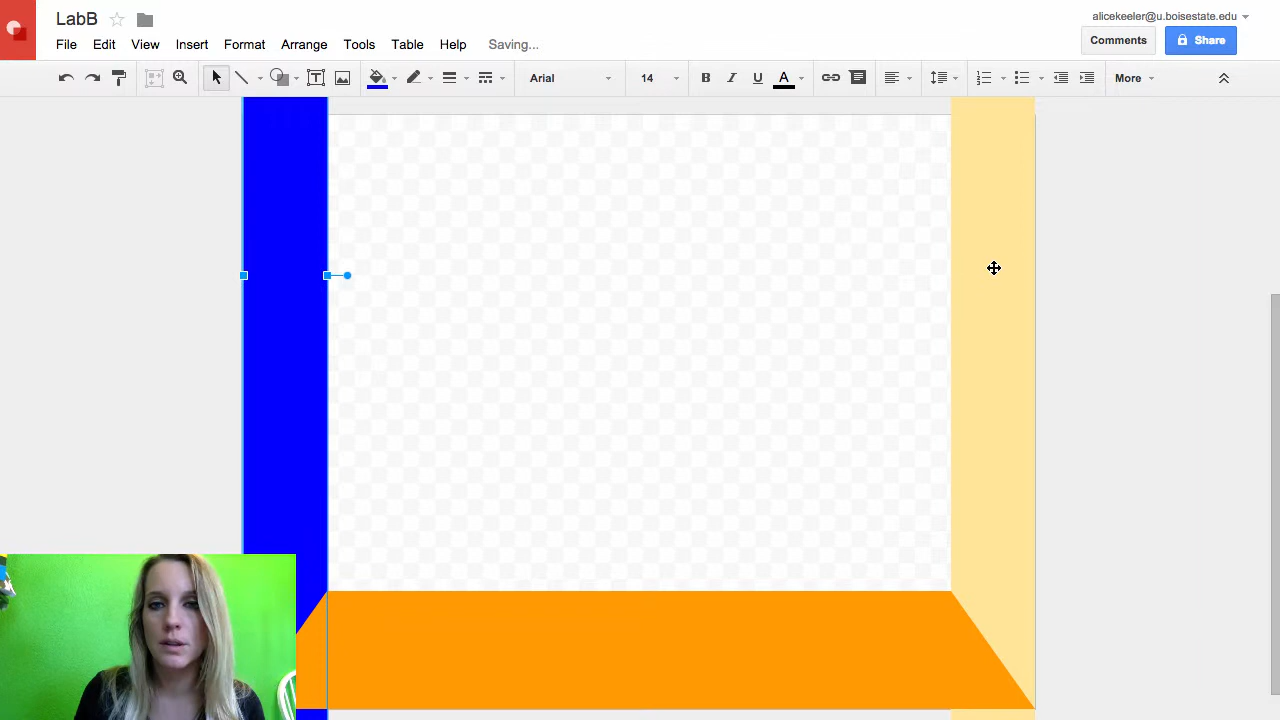 LabB
alicekeeler@u.boisestate.edu
File Edit View Insert Format Arrange Tools Table Help Saving...
Comments Share
Arial 14 B I U A More